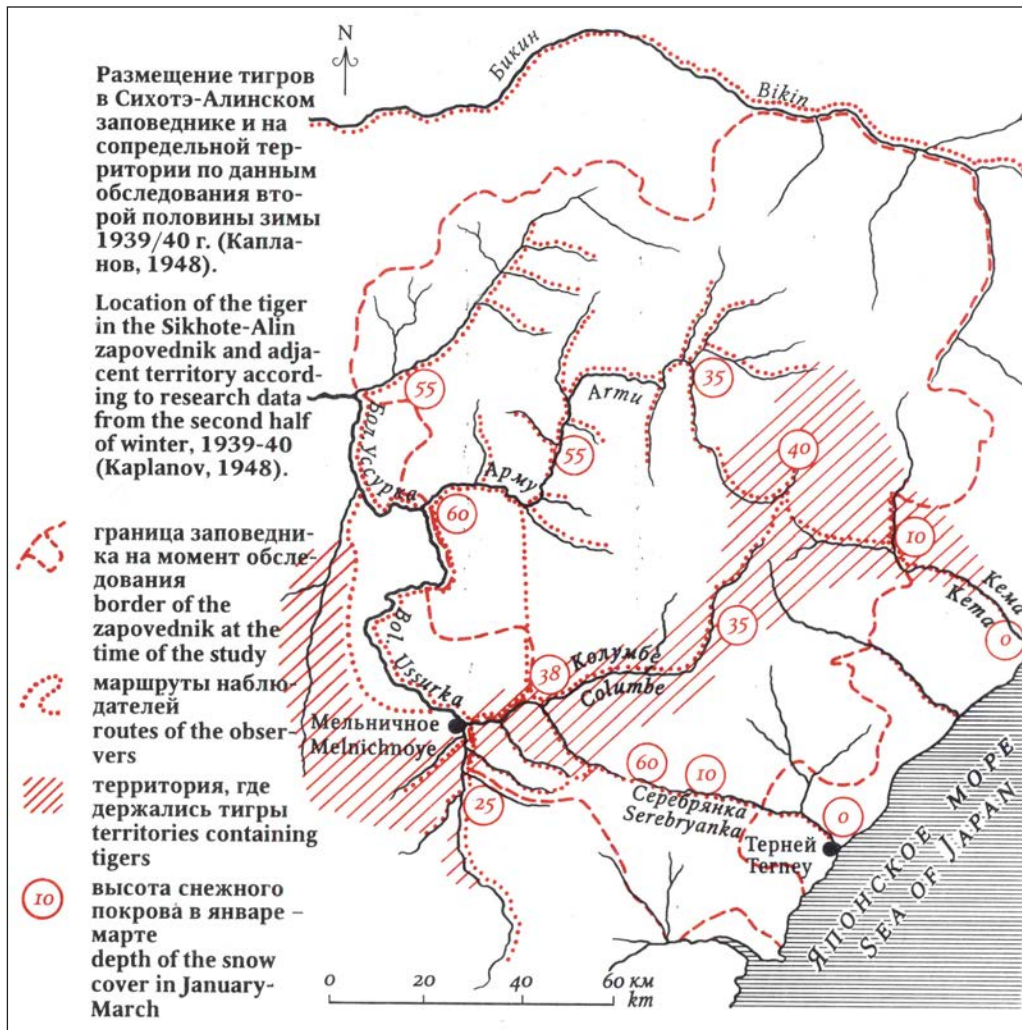 Размещение тигров
в Сихотэ-Алинском
заповеднике и на
сопредельной тер-
ритории по данным
обследования вто-
рой половины зимы
1939/40 г. (Капла-
нов, 1948).
Location of the tiger
in the Sikhote-Alin
zapovednik and adja-
cent territory accord-
ing to research data
from the second half
of winter, 1939-40
(Kaplanov, 1948).
граница заповедни-
ка на момент обсле-
дования
border of the
zapovednik at the
time of the study
маршруты наблю-
дателей
routes of the obser-
vers
территория, где
держались тигры
territories containing
tigers
10
высота снежного
покрова в январе –
марте
depth of the snow
cover in January-
March
N
Бикин
Bikin
55
Бол. Уссурка
Armu
35
55
40
Арму
60
10
Кема
Kema
0
Bol. Ussurka
35
38
Колумбе
Columbe
Мельничное
Melnichnoye
60
10
Серебрянка
Serebryanka
25
0
Терней
Terney
ЯПОНСКОЕ МОРЕ
SEA OF JAPAN
0 20 40 60 км
km